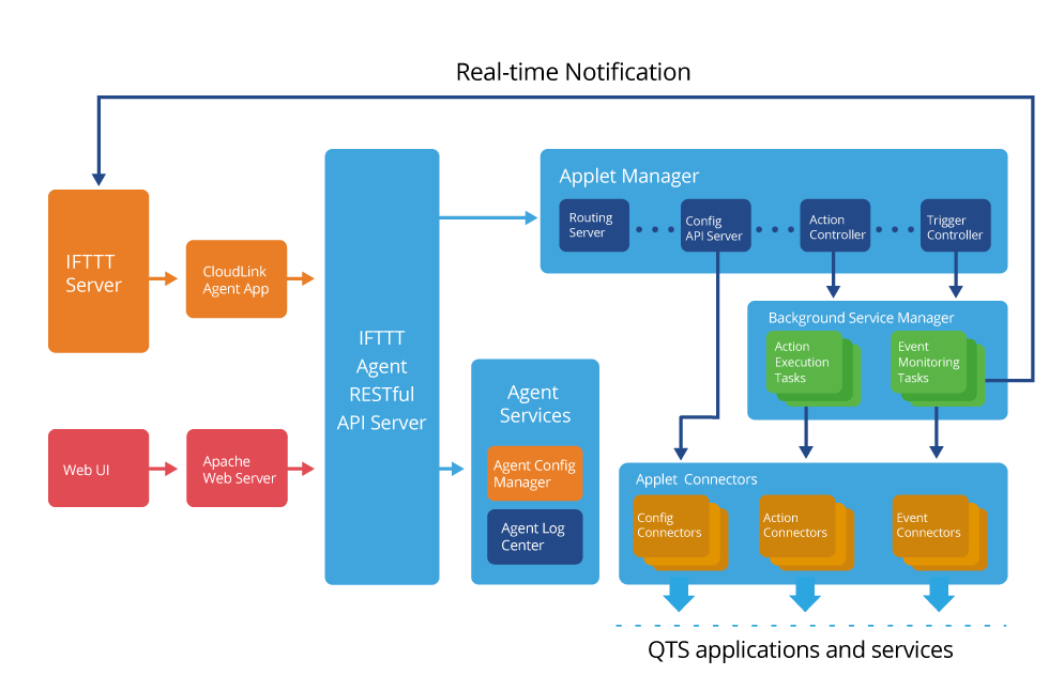 Real-time Notification
IFTTT
Server
CloudLink
Agent App
Web UI
Apache
Web Server
IFTTT
Agent
RESTful
API Server
Agent
Services
Agent Config
Manager
Agent Log
Center
Applet Manager
Routing
Server
Config
API Server
Action
Controller
Trigger
Controller
Background Service Manager
Action
Execution
Tasks
Event
Monitoring
Tasks
Applet Connectors
Config
Connectors
Action
Connectors
Event
Connectors
QTS applications and services